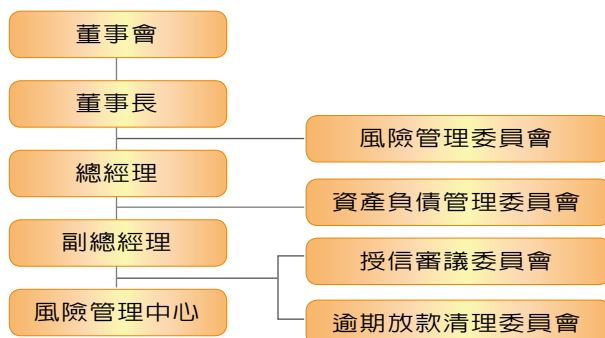 董事會
董事長
風險管理委員會
總經理
資產負債管理委員會
副總經理
授信審議委員會
風險管理中心
逾期放款清理委員會